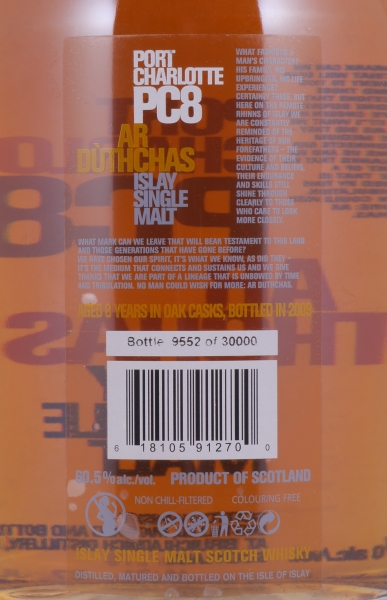 PORT
CHARLOTTE
PC8
AR
DÙTHCHAS
ISLAY
SINGLE
MALT
MAN'S CHARACTER?
HIS FAMILY, HIS
UPBRINGING, HIS LIFE
EXPERIENCE?
HERE ON THE REMOTE
RHINNS OF ISLAY WE
ARE CONSTANTLY
REMINDED OF THE
HERITAGE OF OUR
FOREFATHERS - THE
EVIDENCE OF THEIR
CULTURE AND BELIEFS,
THEIR ENDURANCE
AND SKILLS STILL
SHINE THROUGH
CLEARLY TO THOSE
WHO CARE TO LOOK
MORE CLOSELY.
WHAT MARK CAN WE LEAVE THAT WILL BEAR TESTAMENT TO THIS LAND
AND THOSE GENERATIONS THAT HAVE GONE BEFORE?
WE HAVE CHOSEN OUR SPIRIT, IT'S WHAT WE KNOW, AS DID THEY -
IT'S THE MEDIUM THAT CONNECTS AND SUSTAINS US AND WE GIVE
THANKS THAT WE ARE PART OF A LINEAGE THAT IS UNBOWED BY TIME
AND TRIBULATION. NO MAN COULD WISH FOR MORE: AR DUTHCHAS.
AGED 8 YEARS IN OAK CASKS, BOTTLED IN 2009
Bottle 9552 of 30000
6 18105 91270 0
60.5%alc./vol. PRODUCT OF SCOTLAND
NON CHILL-FILTERED COLOURING FREE
ISLAY SINGLE MALT SCOTCH WHISKY
DISTILLED, MATURED AND BOTTLED ON THE ISLE OF ISLAY